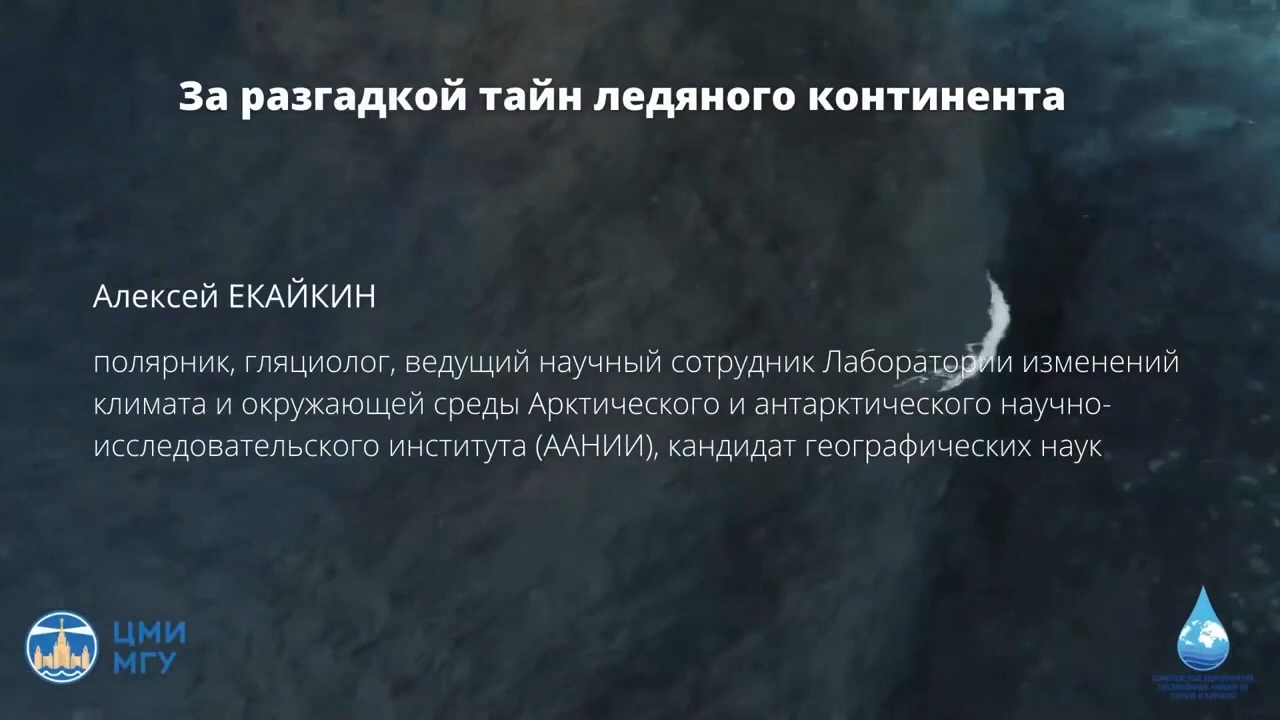 За разгадкой тайн ледяного континента
Алексей ЕКАЙКИН
полярник, гляциолог, ведущий научный сотрудник Лаборатории изменений
климата и окружающей среды Арктического и антарктического научно-
исследовательского института (ААНИИ), кандидат географических наук
ЦМИ
МГУ